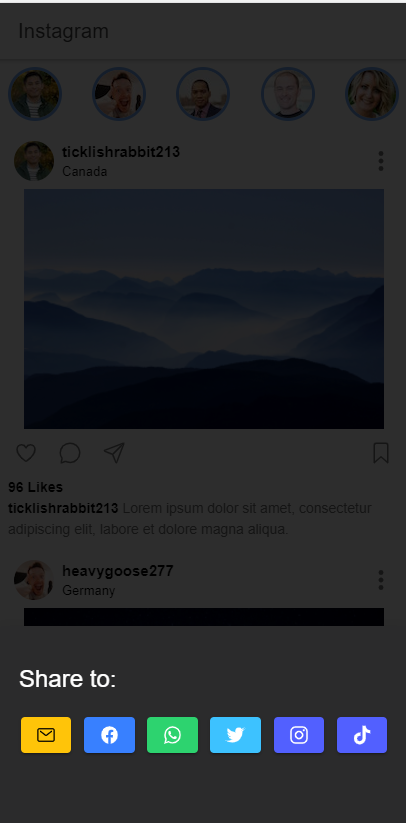 Instagram
ticklishrabbit213
Canada
96 Likes
ticklishrabbit213 Lorem ipsum dolor sit amet, consectetur
adipiscing elit, labore et dolore magna aliqua.
heavygoose277
Germany
Share to: